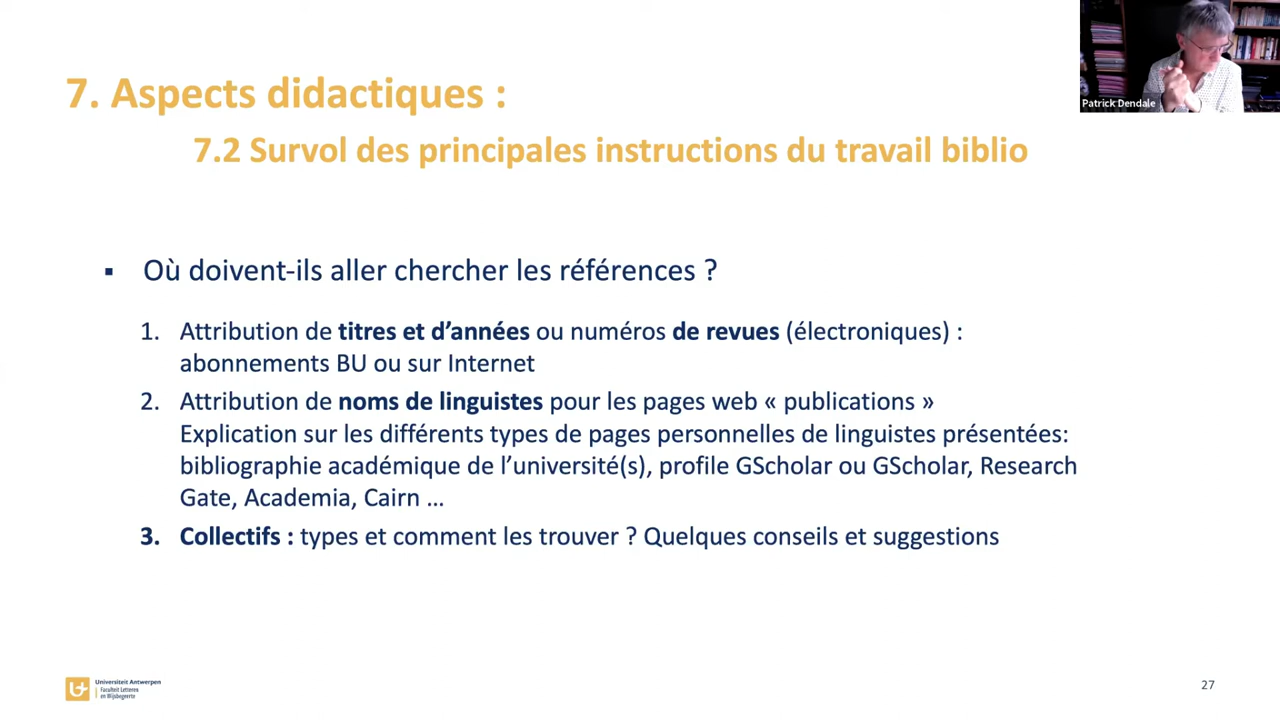 7. Aspects didactiques :
7.2 Survol des principales instructions du travail biblio
Patrick Dendale
▪ Où doivent-ils aller chercher les références ?
1. Attribution de titres et d’années ou numéros de revues (électroniques) :
abonnements BU ou sur Internet
2. Attribution de noms de linguistes pour les pages web « publications »
Explication sur les différents types de pages personnelles de linguistes présentées:
bibliographie académique de l’université(s), profile GScholar ou GScholar, Research
Gate, Academia, Cairn …
3. Collectifs : types et comment les trouver ? Quelques conseils et suggestions
Universiteit Antwerpen
Faculteit Letteren
en Wijsbegeerte
27